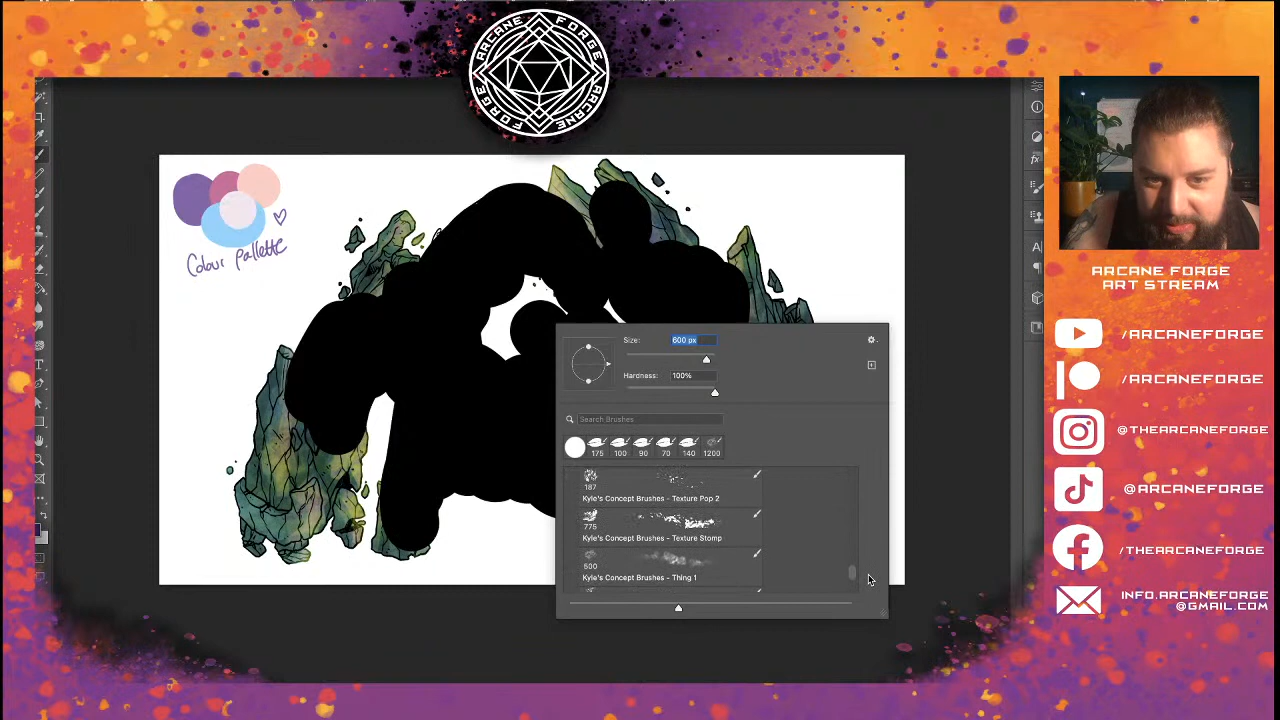 ARCANE FORGE ARCANE FORGE
Colour pallette
Size: 600 px
Hardness: 100%
Search Brushes
175 100 90 70 140 1200
187
Kyle's Concept Brushes - Texture Pop 2
775
Kyle's Concept Brushes - Texture Stomp
500
Kyle's Concept Brushes - Thing 1
ARCANE FORGE
ART STREAM
/ARCANEFORGE
/ARCANEFORGE
@THEARCANEFORGE
@ARCANEFORGE
/THEARCANEFORGE
INFO.ARCANEFORGE
@GMAIL.COM